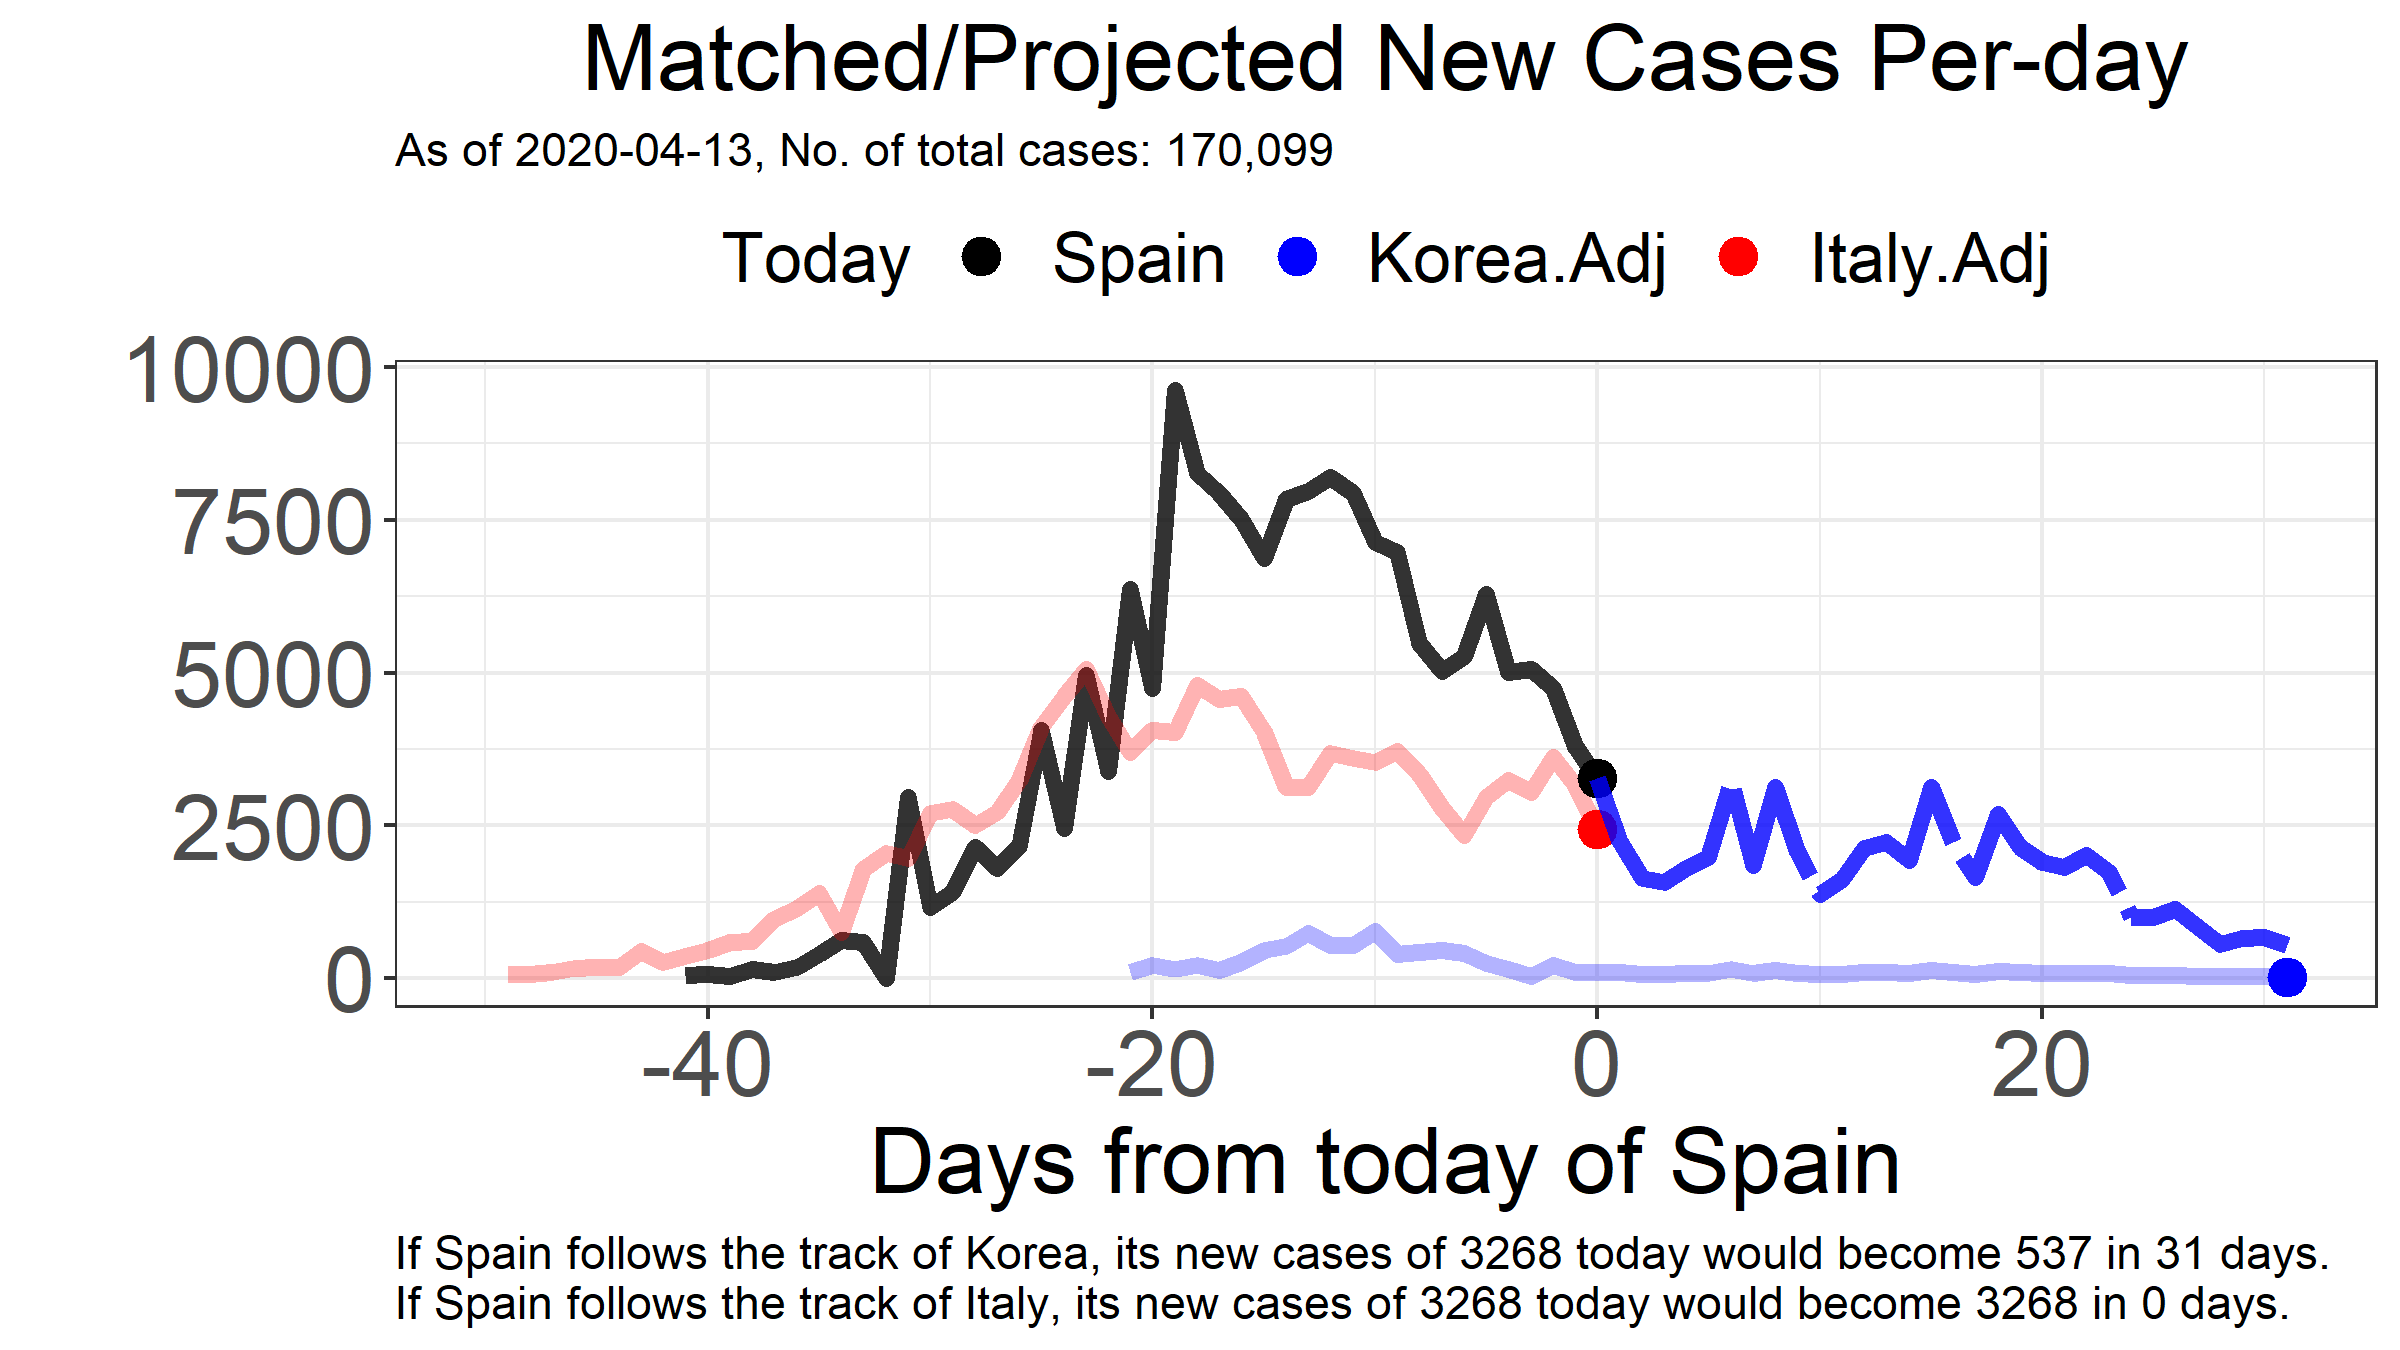 Matched/Projected New Cases Per-day
As of 2020-04-13, No. of total cases: 170,099
Today Spain Korea.Adj Italy.Adj
10000
7500
5000
2500
0
-40 -20 0 20
Days from today of Spain
If Spain follows the track of Korea, its new cases of 3268 today would become 537 in 31 days.
If Spain follows the track of Italy, its new cases of 3268 today would become 3268 in 0 days.